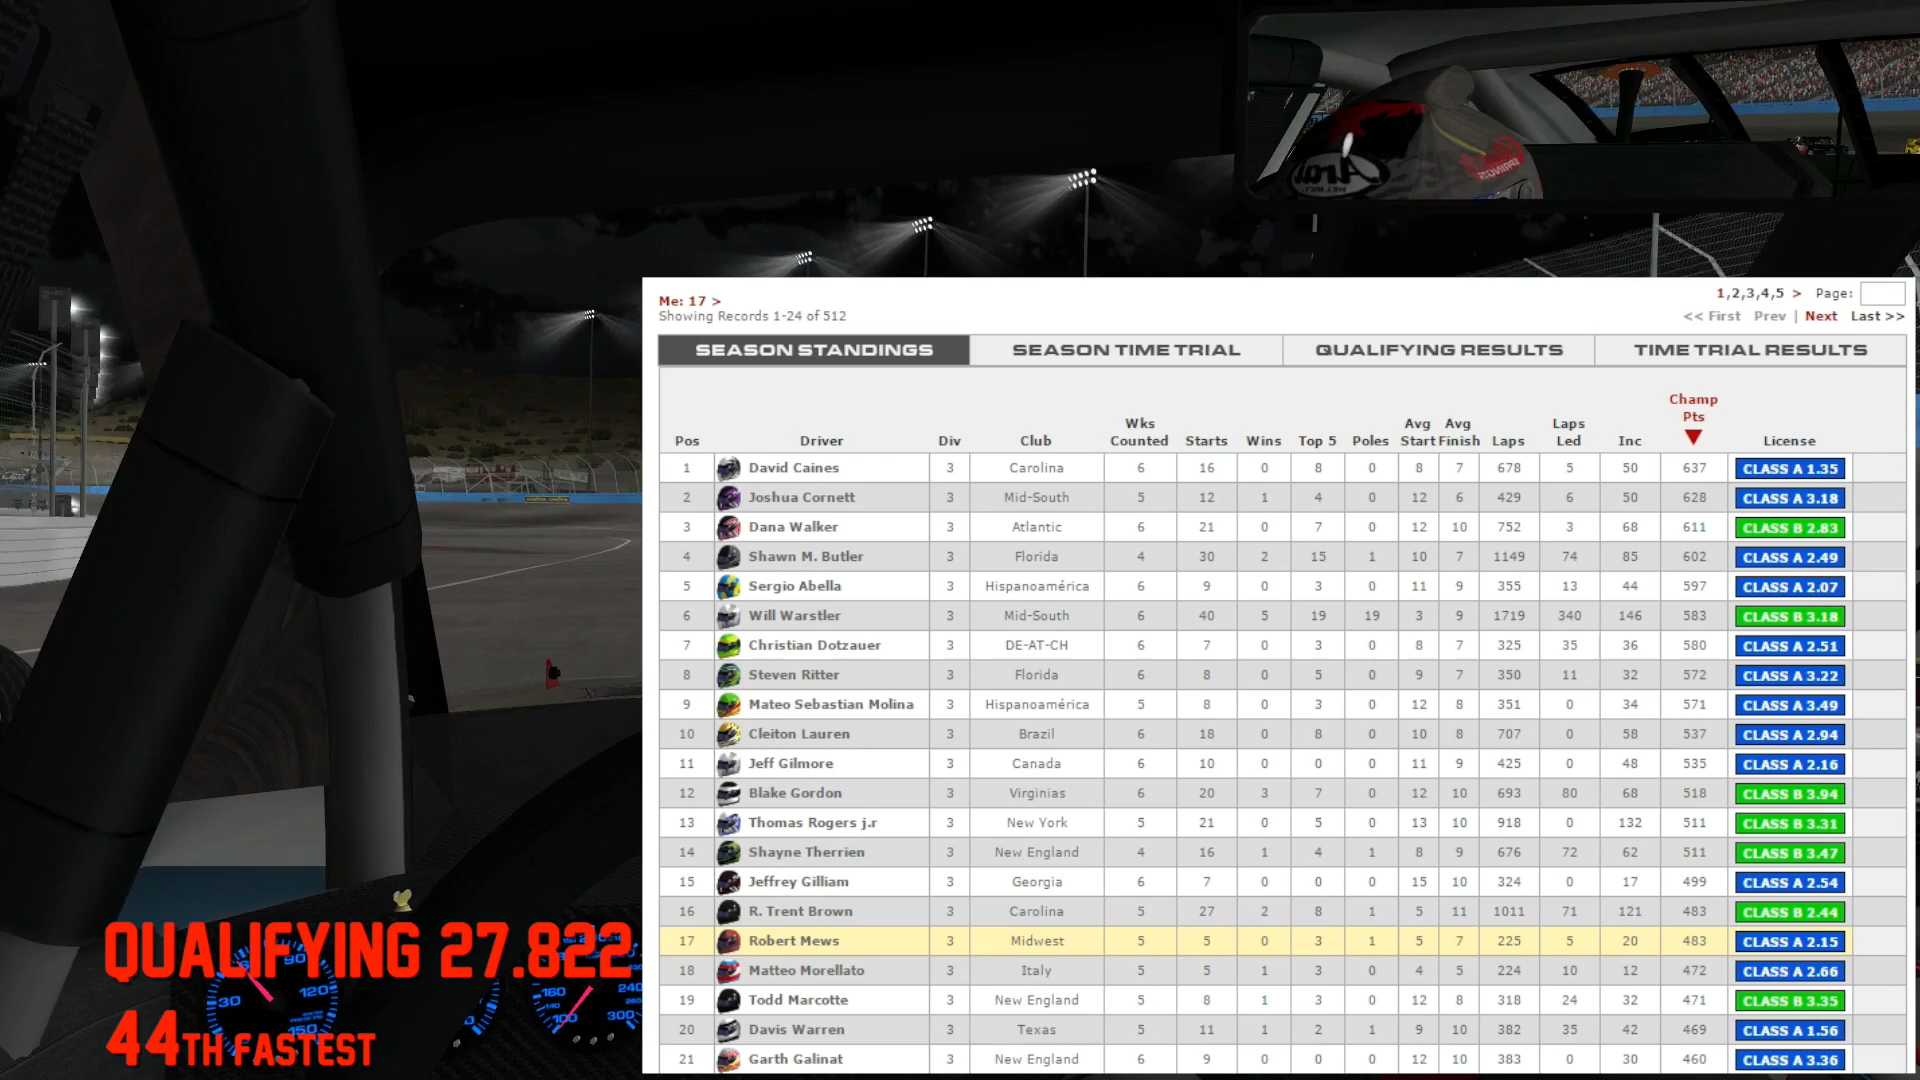 Me: 17 >
Showing Records 1-24 of 512
1,2,3,4,5 > Page:
<< First Prev | Next Last >>
SEASON STANDINGS SEASON TIME TRIAL QUALIFYING RESULTS TIME TRIAL RESULTS
Pos Driver Div Club Wks Counted Starts Wins Top 5 Poles Avg Start Avg Finish Laps Laps Led Inc Champ Pts License
1 David Caines 3 Carolina 6 16 0 8 0 8 7 678 5 50 637 CLASS A 1.35
2 Joshua Cornett 3 Mid-South 5 12 1 4 0 12 6 429 6 50 628 CLASS A 3.18
3 Dana Walker 3 Atlantic 6 21 0 7 0 12 10 752 3 68 611 CLASS B 2.83
4 Shawn M. Butler 3 Florida 4 30 2 15 1 10 7 1149 74 85 602 CLASS A 2.49
5 Sergio Abella 3 Hispanoamérica 6 9 0 3 0 11 9 355 13 44 597 CLASS A 2.07
6 Will Warstler 3 Mid-South 6 40 5 19 19 3 9 1719 340 146 583 CLASS B 3.18
7 Christian Dotzauer 3 DE-AT-CH 6 7 0 3 0 8 7 325 35 36 580 CLASS A 2.51
8 Steven Ritter 3 Florida 6 8 0 5 0 9 7 350 11 32 572 CLASS A 3.22
9 Mateo Sebastian Molina 3 Hispanoamérica 5 8 0 3 0 12 8 351 0 34 571 CLASS A 3.49
10 Cleiton Lauren 3 Brazil 6 18 0 8 0 10 8 707 0 58 537 CLASS A 2.94
11 Jeff Gilmore 3 Canada 6 10 0 0 0 11 9 425 0 48 535 CLASS A 2.16
12 Blake Gordon 3 Virginias 6 20 3 7 0 12 10 693 80 68 518 CLASS B 3.94
13 Thomas Rogers j.r 3 New York 5 21 0 5 0 13 10 918 0 132 511 CLASS B 3.31
14 Shayne Therrien 3 New England 4 16 1 4 1 8 9 676 72 62 511 CLASS B 3.47
15 Jeffrey Gilliam 3 Georgia 6 7 0 0 0 15 10 324 0 17 499 CLASS A 2.54
16 R. Trent Brown 3 Carolina 5 27 2 8 1 5 11 1011 71 121 483 CLASS B 2.44
17 Robert Mews 3 Midwest 5 5 0 3 1 5 7 225 5 20 483 CLASS A 2.15
18 Matteo Morellato 3 Italy 5 5 1 3 0 4 5 224 10 12 472 CLASS A 2.66
19 Todd Marcotte 3 New England 5 8 1 3 0 12 8 318 24 32 471 CLASS B 3.35
20 Davis Warren 3 Texas 5 11 1 2 1 9 10 382 35 42 469 CLASS A 1.56
21 Garth Galinat 3 New England 6 9 0 0 0 12 10 383 0 30 460 CLASS A 3.36
QUALIFYING 27.822
44TH FASTEST
30 90 120 150
100 140 160 240 300